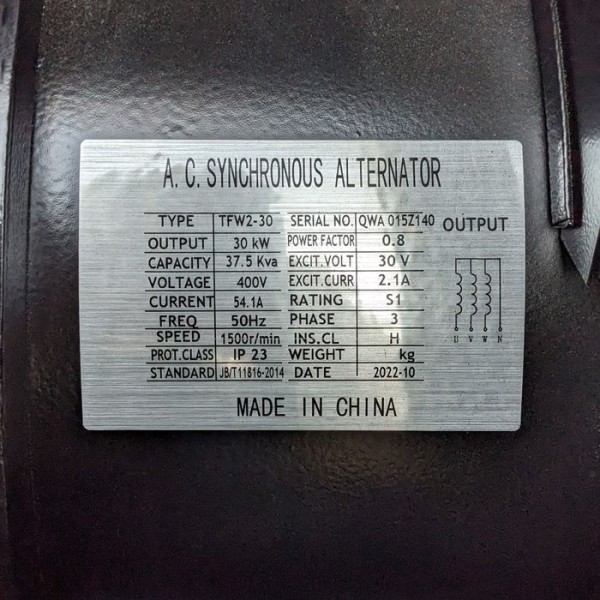 A. C. SYNCHRONOUS ALTERNATOR
TYPE TFW2-30 SERIAL NO. QWA 015Z140
OUTPUT
OUTPUT 30 kW POWER FACTOR 0.8
CAPACITY 37.5 Kva EXCIT.VOLT 30 V
VOLTAGE 400V EXCIT.CURR 2.1A
CURRENT 54.1A RATING S1
FREQ 50Hz PHASE 3
SPEED 1500r/min INS.CL H
U V W N
PROT.CLASS IP 23 WEIGHT kg
STANDARD JB/T11816-2014 DATE 2022-10
MADE IN CHINA